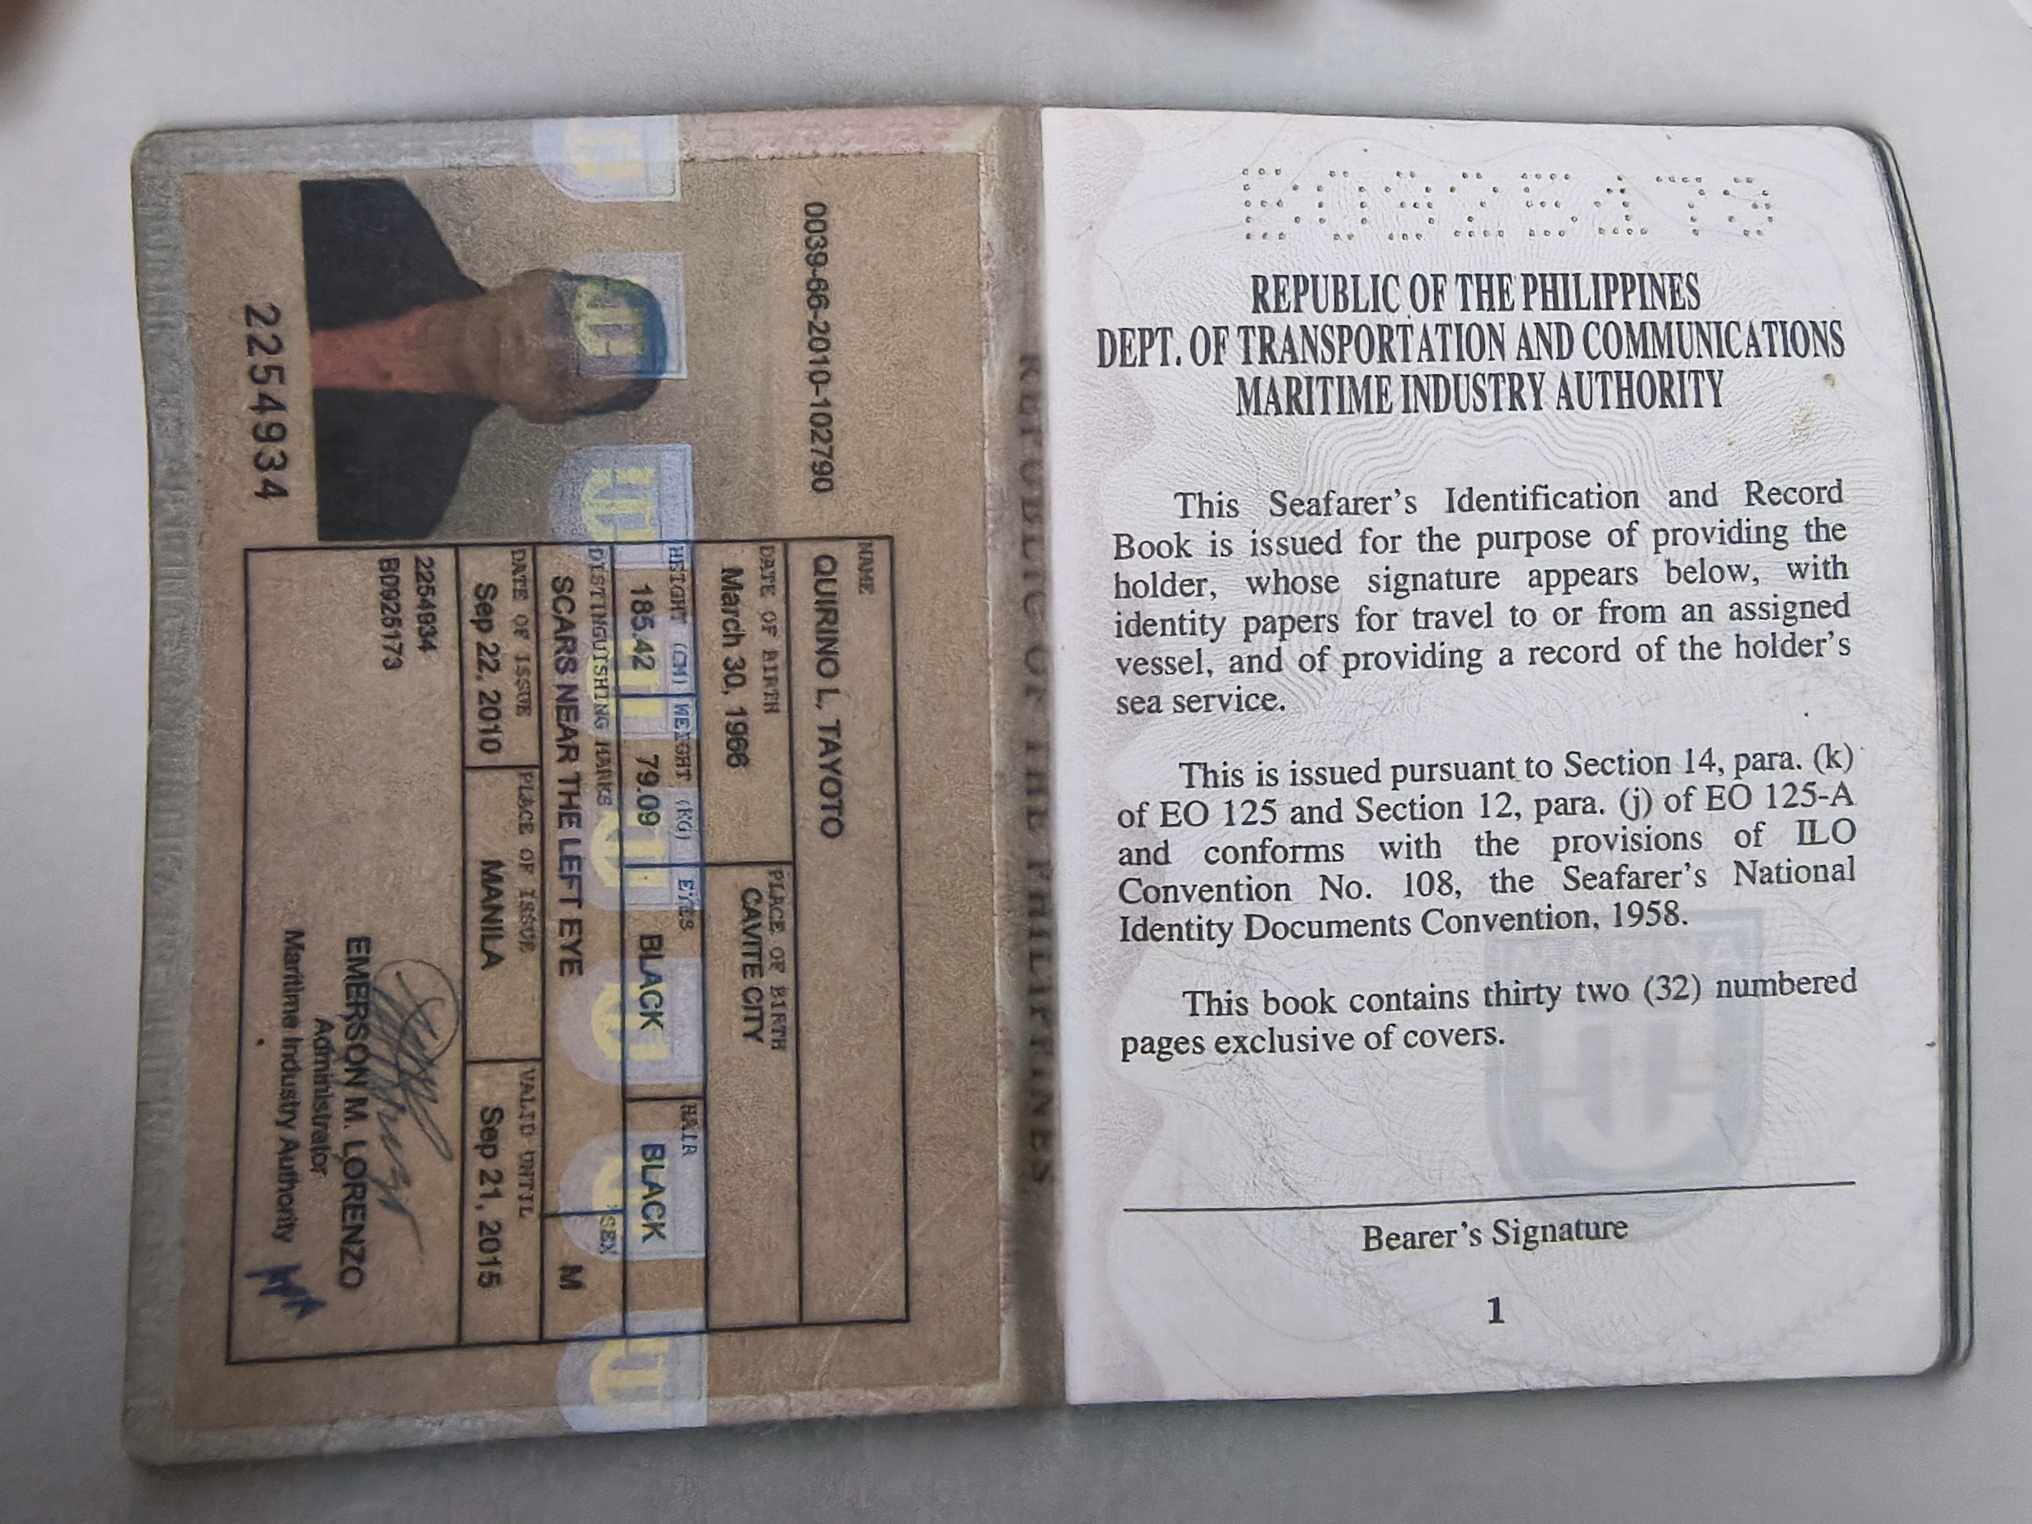 0039-66-2010-102790
2254934
NAME
QUIRINO L. TAYOTO
DATE OF BIRTH
March 30, 1966
PLACE OF BIRTH
CAVITE CITY
HEIGHT (CM)
185.42
WEIGHT (KG)
79.09
EYES
BLACK
HAIR
BLACK
DISTINGUISHING MARKS
SCARS NEAR THE LEFT EYE
SEX
M
DATE OF ISSUE
Sep 22, 2010
PLACE OF ISSUE
MANILA
VALID UNTIL
Sep 21, 2015
2254934
B0925173
EMERSON M. LORENZO
Administrator
Maritime Industry Authority
REPUBLIC OF THE PHILIPPINES
B0925173
REPUBLIC OF THE PHILIPPINES
DEPT. OF TRANSPORTATION AND COMMUNICATIONS
MARITIME INDUSTRY AUTHORITY
This Seafarer's Identification and Record
Book is issued for the purpose of providing the
holder, whose signature appears below, with
identity papers for travel to or from an assigned
vessel, and of providing a record of the holder's
sea service.
This is issued pursuant to Section 14, para. (k)
of EO 125 and Section 12, para. (j) of EO 125-A
and conforms with the provisions of ILO
Convention No. 108, the Seafarer's National
Identity Documents Convention, 1958.
MARINA
This book contains thirty two (32) numbered
pages exclusive of covers.
Bearer's Signature
1